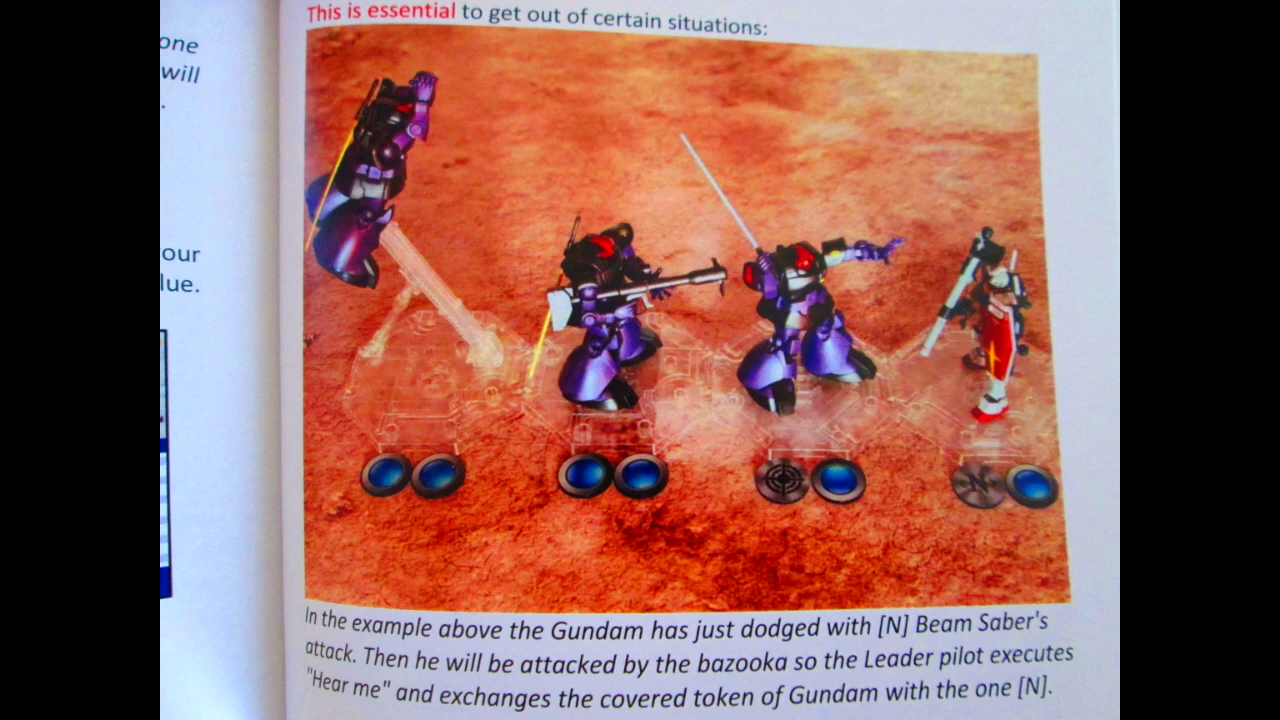 one
will
.
our
lue.
This is essential to get out of certain situations:
N
In the example above the Gundam has just dodged with [N] Beam Saber's
attack. Then he will be attacked by the bazooka so the Leader pilot executes
"Hear me" and exchanges the covered token of Gundam with the one [N].